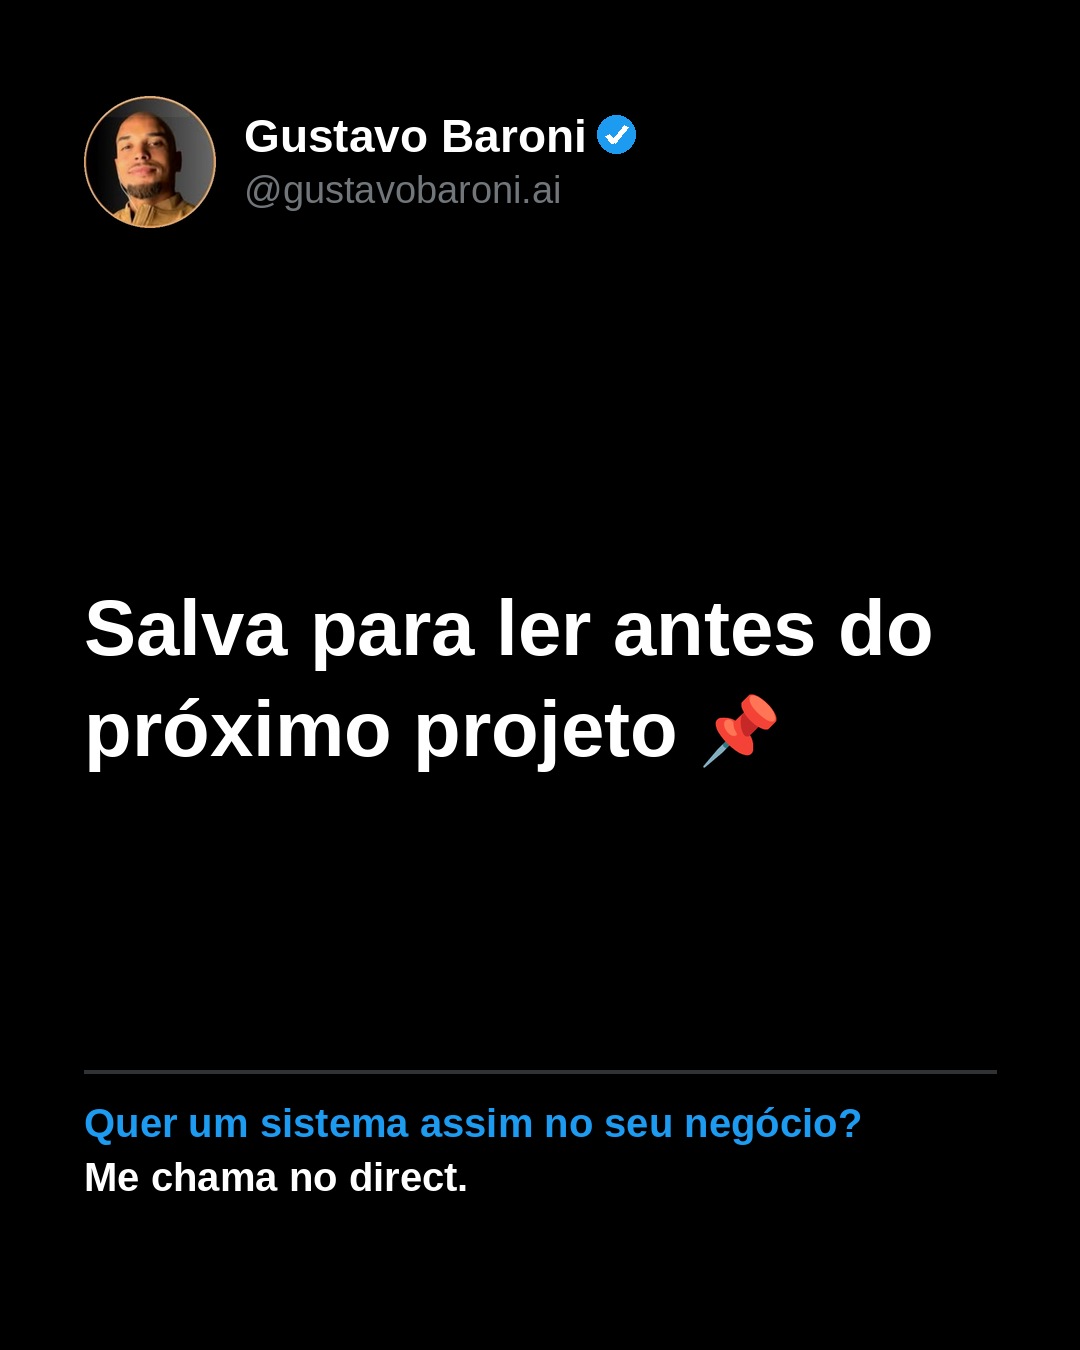 Gustavo Baroni
@gustavobaroni.ai
Salva para ler antes do
próximo projeto 📌
Quer um sistema assim no seu negócio?
Me chama no direct.